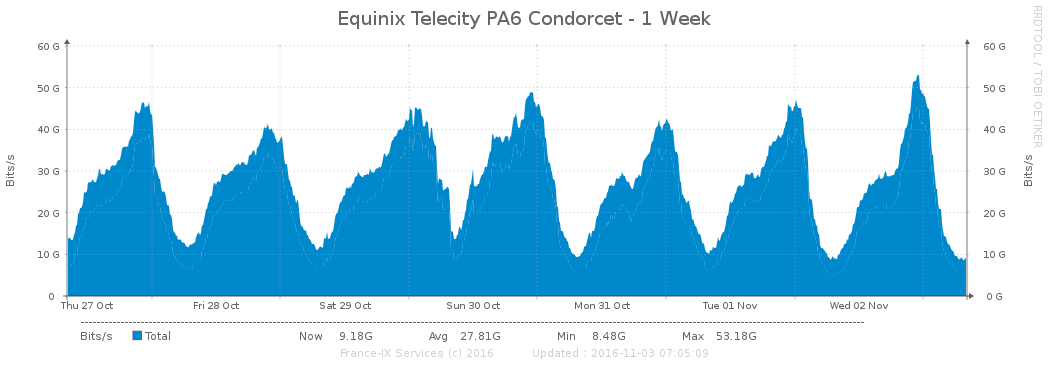 Equinix Telecity PA6 Condorcet - 1 Week
RRDTOOL / TOBI OETIKER
Bits/s
Bits/s
60 G 60 G
50 G 50 G
40 G 40 G
30 G 30 G
20 G 20 G
10 G 10 G
0 0 G
Thu 27 Oct Fri 28 Oct Sat 29 Oct Sun 30 Oct Mon 31 Oct Tue 01 Nov Wed 02 Nov
Bits/s Total Now 9.18G Avg 27.81G Min 8.48G Max 53.18G
France-IX Services (c) 2016 Updated : 2016-11-03 07:05:09